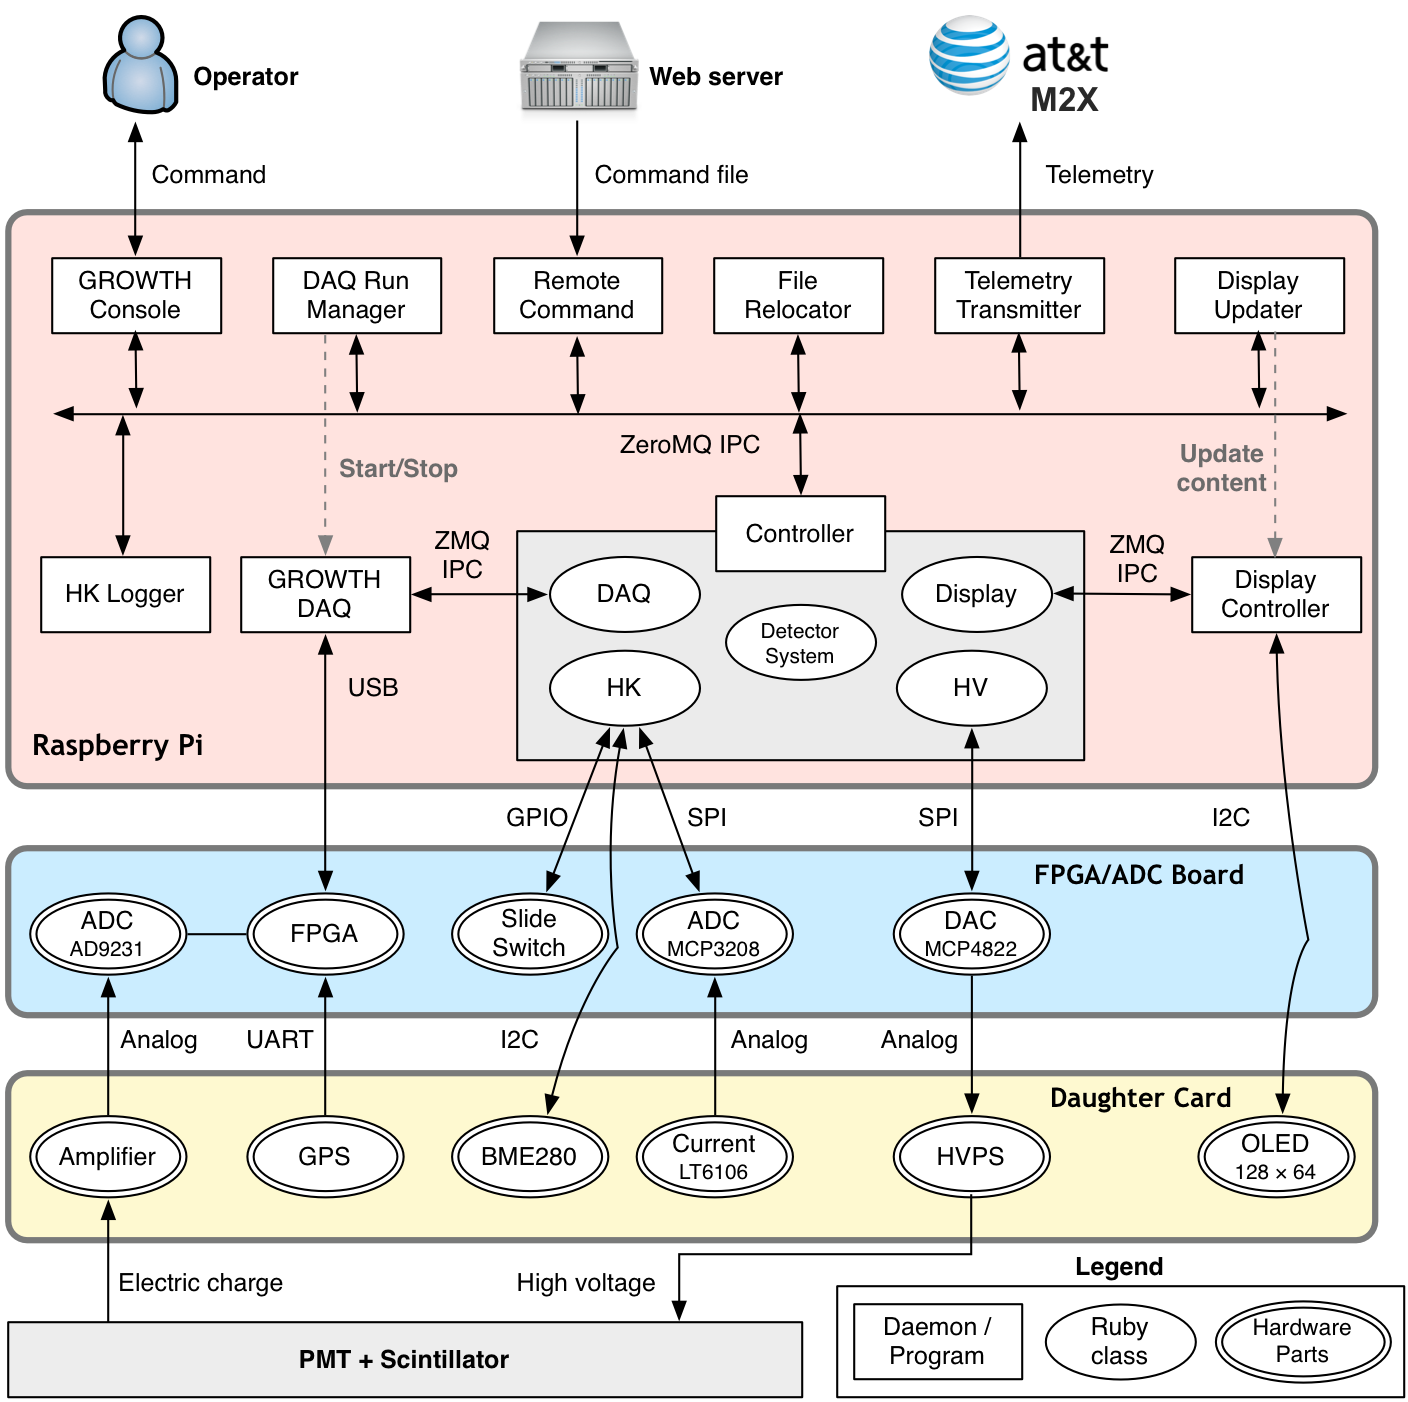 Operator
Web server
at&t
M2X
Command
Command file
Telemetry
GROWTH
Console
DAQ Run
Manager
Remote
Command
File
Relocator
Telemetry
Transmitter
Display
Updater
ZeroMQ IPC
Start/Stop
Update
content
Controller
ZMQ
IPC
ZMQ
IPC
HK Logger
GROWTH
DAQ
DAQ
Display
Display
Controller
Detector
System
HK
HV
USB
Raspberry Pi
GPIO
SPI
SPI
I2C
FPGA/ADC Board
ADC
AD9231
FPGA
Slide
Switch
ADC
MCP3208
DAC
MCP4822
Analog
UART
I2C
Analog
Analog
Daughter Card
Amplifier
GPS
BME280
Current
LT6106
HVPS
OLED
128 × 64
Electric charge
High voltage
Legend
PMT + Scintillator
Daemon /
Program
Ruby
class
Hardware
Parts